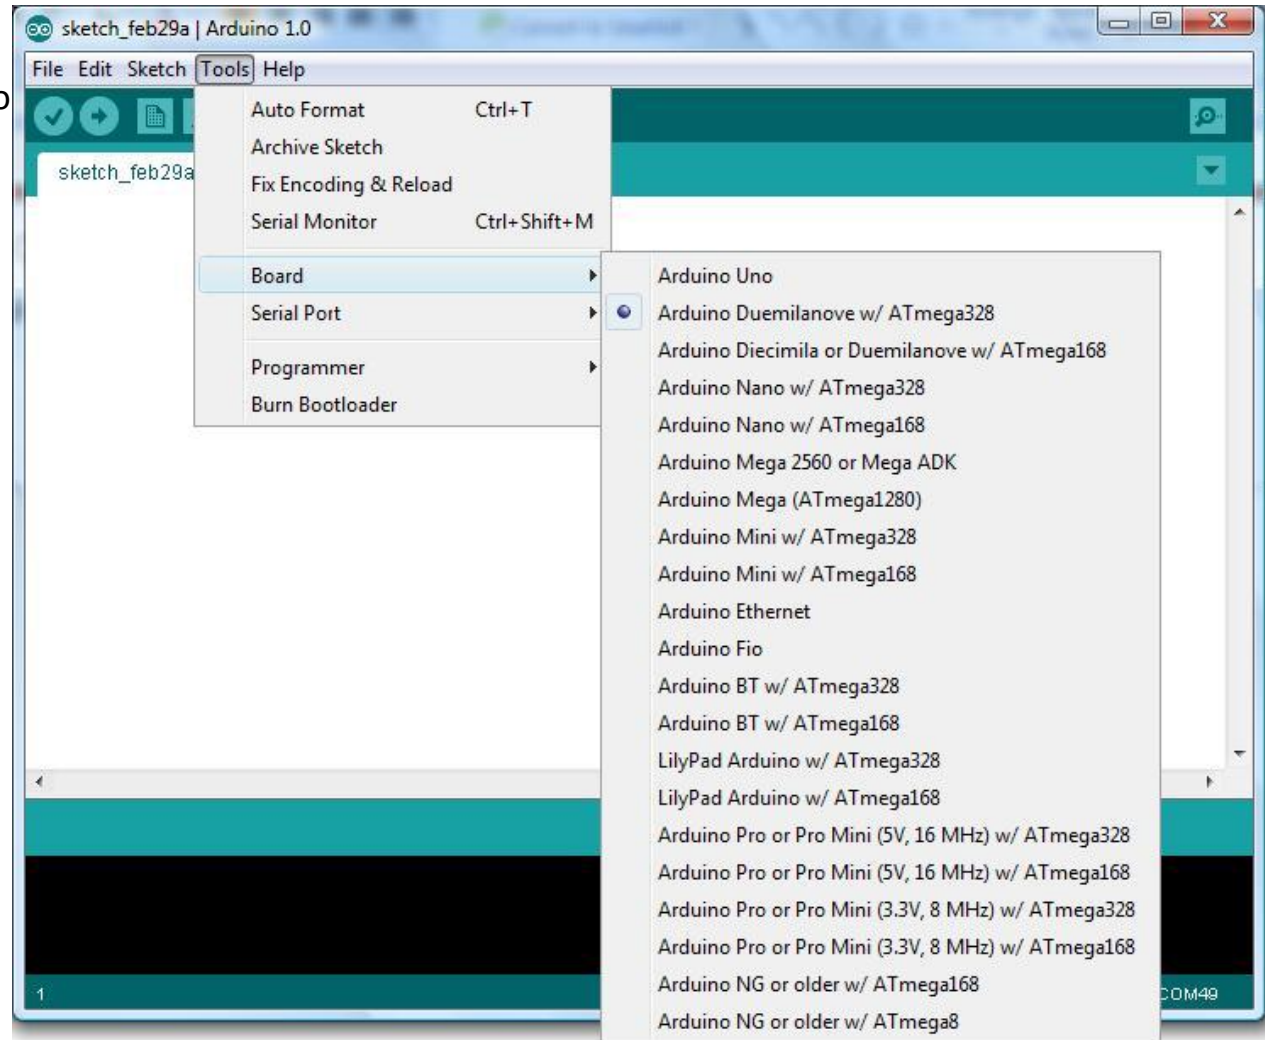 sketch_feb29a | Arduino 1.0
File Edit Sketch Tools Help
o
sketch_feb29a
Auto Format Ctrl+T
Archive Sketch
Fix Encoding & Reload
Serial Monitor Ctrl+Shift+M
Board
Serial Port
Programmer
Burn Bootloader
Arduino Uno
Arduino Duemilanove w/ ATmega328
Arduino Diecimila or Duemilanove w/ ATmega168
Arduino Nano w/ ATmega328
Arduino Nano w/ ATmega168
Arduino Mega 2560 or Mega ADK
Arduino Mega (ATmega1280)
Arduino Mini w/ ATmega328
Arduino Mini w/ ATmega168
Arduino Ethernet
Arduino Fio
Arduino BT w/ ATmega328
Arduino BT w/ ATmega168
LilyPad Arduino w/ ATmega328
LilyPad Arduino w/ ATmega168
Arduino Pro or Pro Mini (5V, 16 MHz) w/ ATmega328
Arduino Pro or Pro Mini (5V, 16 MHz) w/ ATmega168
Arduino Pro or Pro Mini (3.3V, 8 MHz) w/ ATmega328
Arduino Pro or Pro Mini (3.3V, 8 MHz) w/ ATmega168
Arduino NG or older w/ ATmega168
Arduino NG or older w/ ATmega8
1 COM49